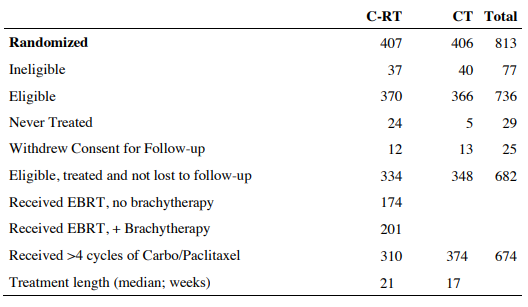 C-RT CT Total
Randomized 407 406 813
Ineligible 37 40 77
Eligible 370 366 736
Never Treated 24 5 29
Withdrew Consent for Follow-up 12 13 25
Eligible, treated and not lost to follow-up 334 348 682
Received EBRT, no brachytherapy 174
Received EBRT, + Brachytherapy 201
Received >4 cycles of Carbo/Paclitaxel 310 374 674
Treatment length (median; weeks) 21 17